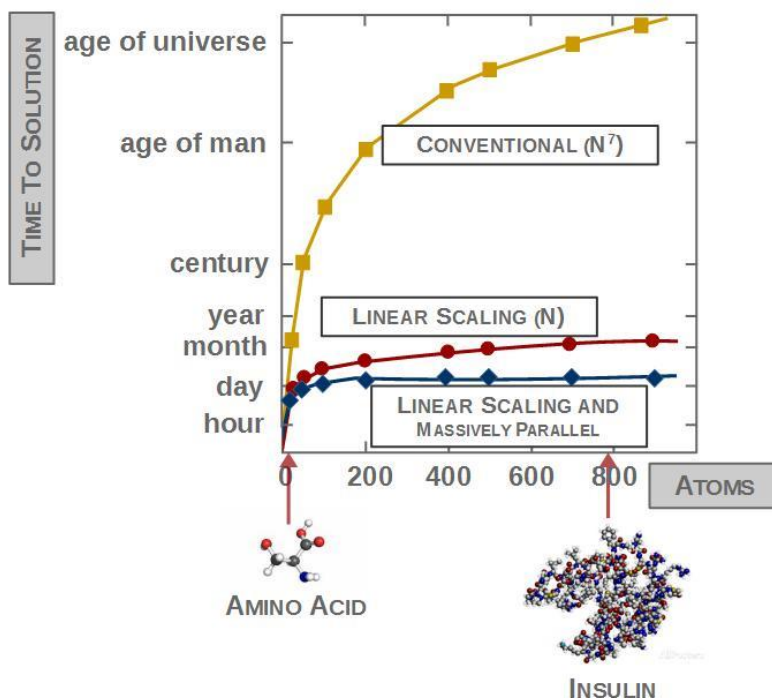 TIME TO SOLUTION
age of universe
age of man
century
year
month
day
hour
CONVENTIONAL (N⁷)
LINEAR SCALING (N)
LINEAR SCALING AND
MASSIVELY PARALLEL
0 200 400 600 800
ATOMS
AMINO ACID
INSULIN